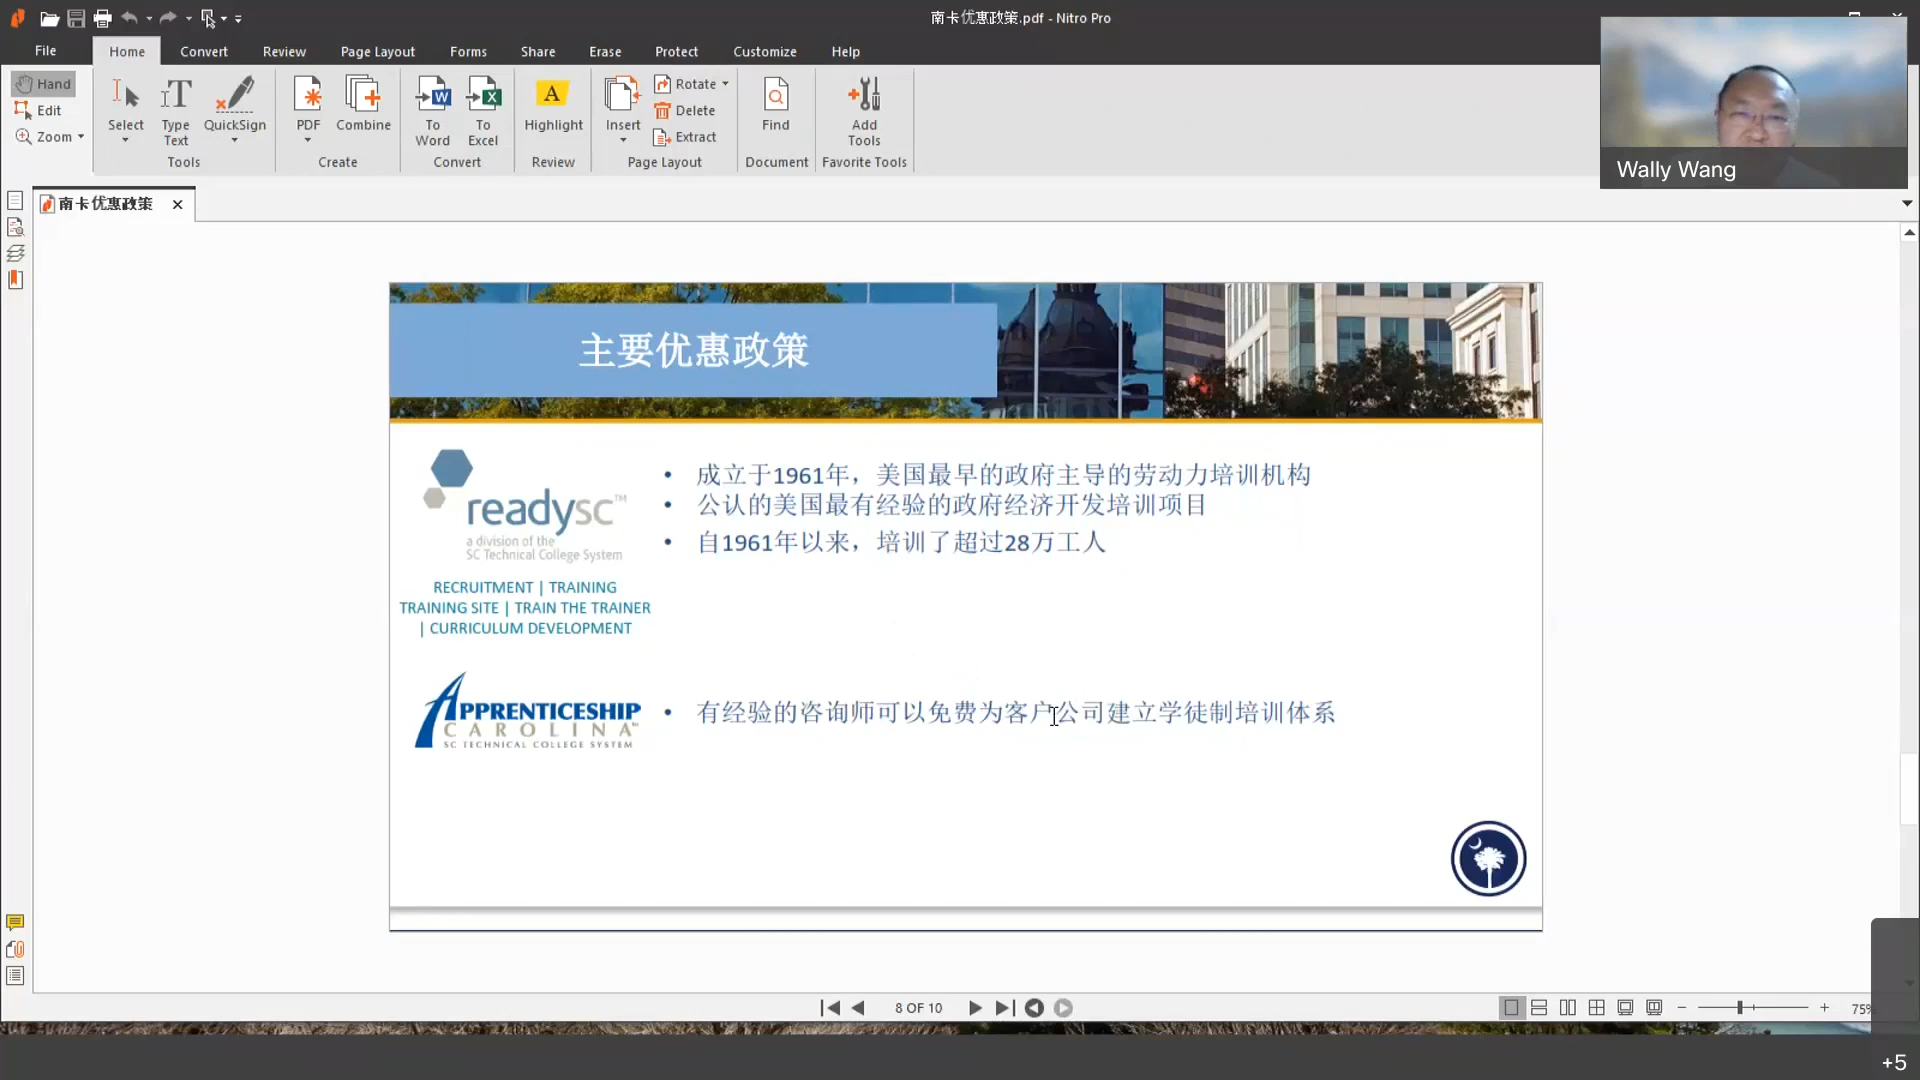 南卡优惠政策.pdf - Nitro Pro
File
Home
Convert
Review
Page Layout
Forms
Share
Erase
Protect
Customize
Help
Hand
Edit
Zoom
Select
Type
Text
QuickSign
Tools
PDF
Combine
Create
To
Word
To
Excel
Convert
A
Highlight
Review
Insert
Rotate
Delete
Extract
Page Layout
Find
Document
Add
Tools
Favorite Tools
Wally Wang
南卡优惠政策
主要优惠政策
readysc™
a division of the
SC Technical College System
RECRUITMENT | TRAINING
TRAINING SITE | TRAIN THE TRAINER
| CURRICULUM DEVELOPMENT
• 成立于1961年，美国最早的政府主导的劳动力培训机构
• 公认的美国最有经验的政府经济开发培训项目
• 自1961年以来，培训了超过28万工人
APPRENTICESHIP
CAROLINA™
SC TECHNICAL COLLEGE SYSTEM
• 有经验的咨询师可以免费为客户公司建立学徒制培训体系
8 OF 10
75%
+5